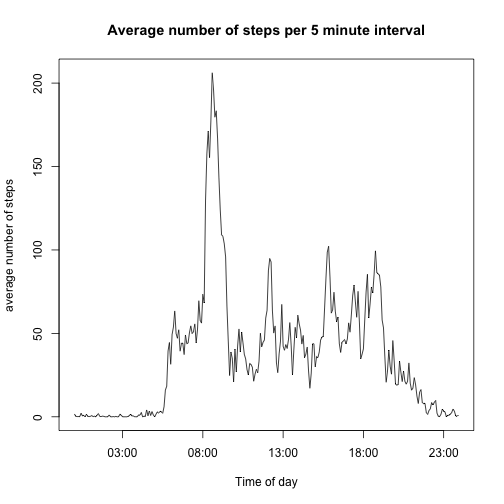 Average number of steps per 5 minute interval
average number of steps
200
150
100
50
0
03:00 08:00 13:00 18:00 23:00
Time of day